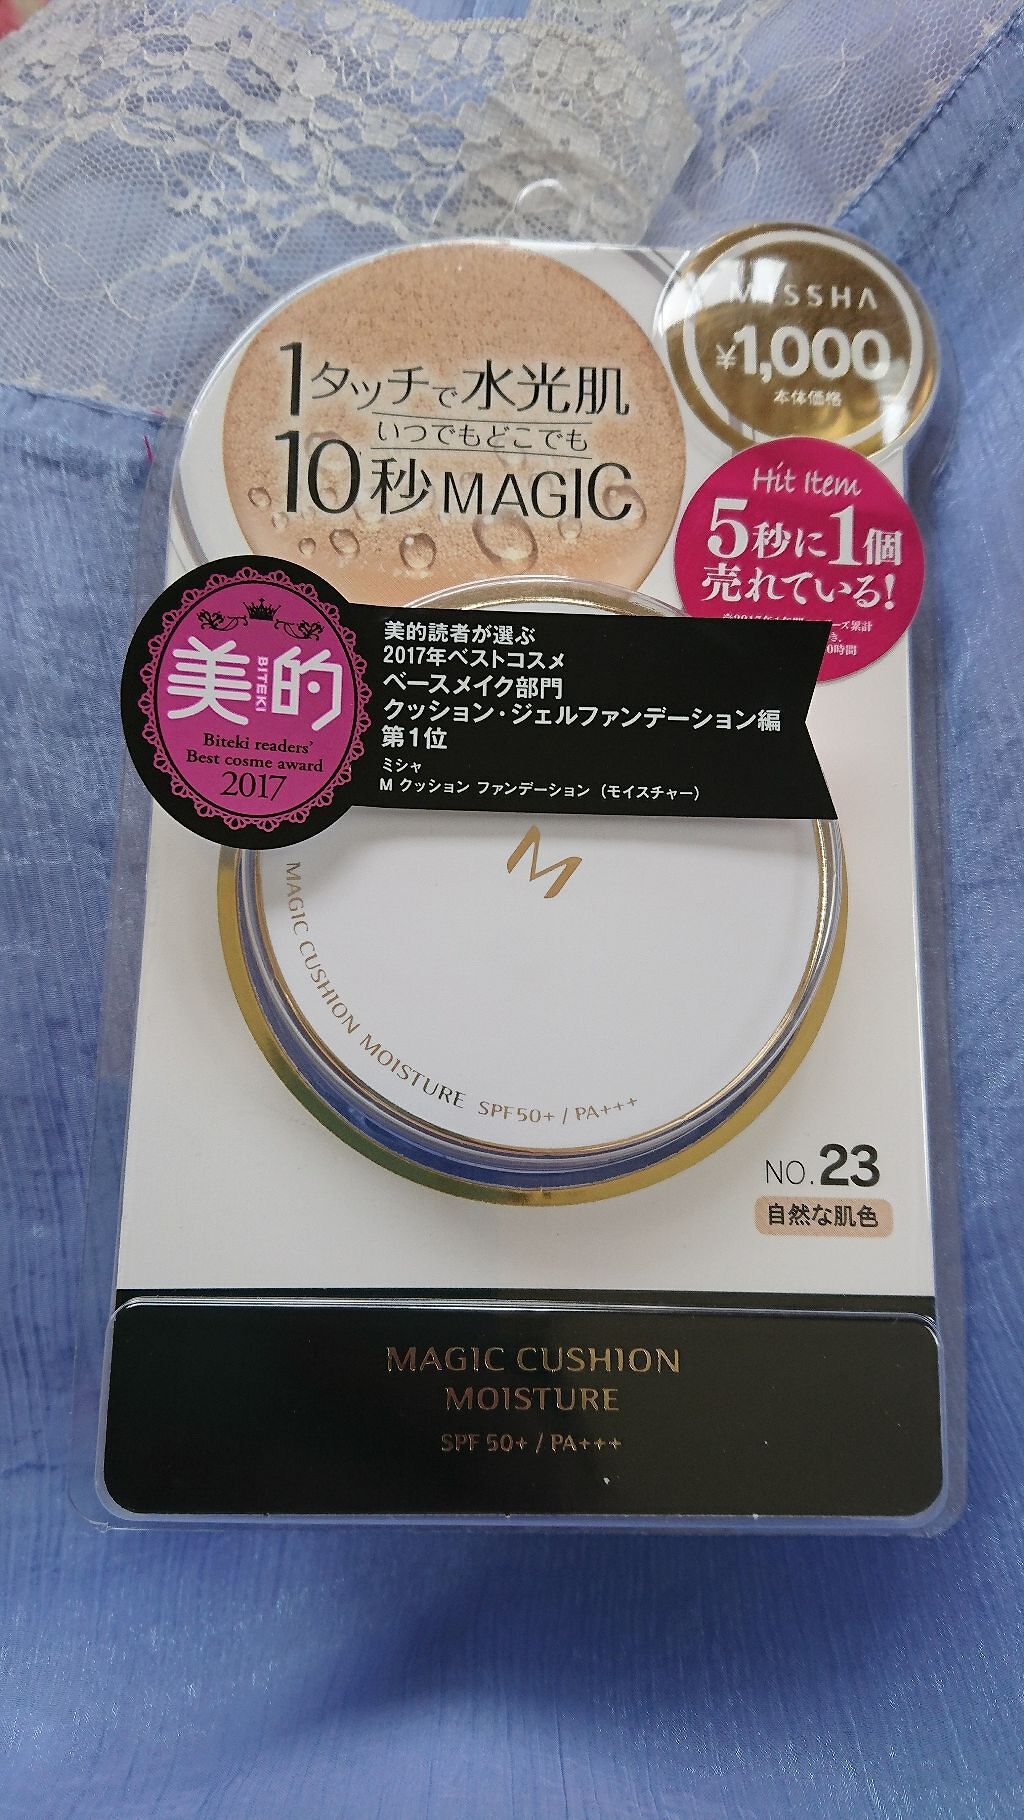 1タッチで水光肌
いつでもどこでも
10秒MAGIC
MISSHA
¥1,000
本体価格
Hit Item
5秒に1個
売れている!
ーズ累計
0時間
美的
BITEKI
Biteki readers'
Best cosme award
2017
美的読者が選ぶ
2017年ベストコスメ
ベースメイク部門
クッション・ジェルファンデーション編
第1位
ミシャ
M クッション ファンデーション (モイスチャー)
M
MAGIC CUSHION MOISTURE SPF50+ / PA+++
NO.23
自然な肌色
MAGIC CUSHION
MOISTURE
SPF 50+ / PA+++